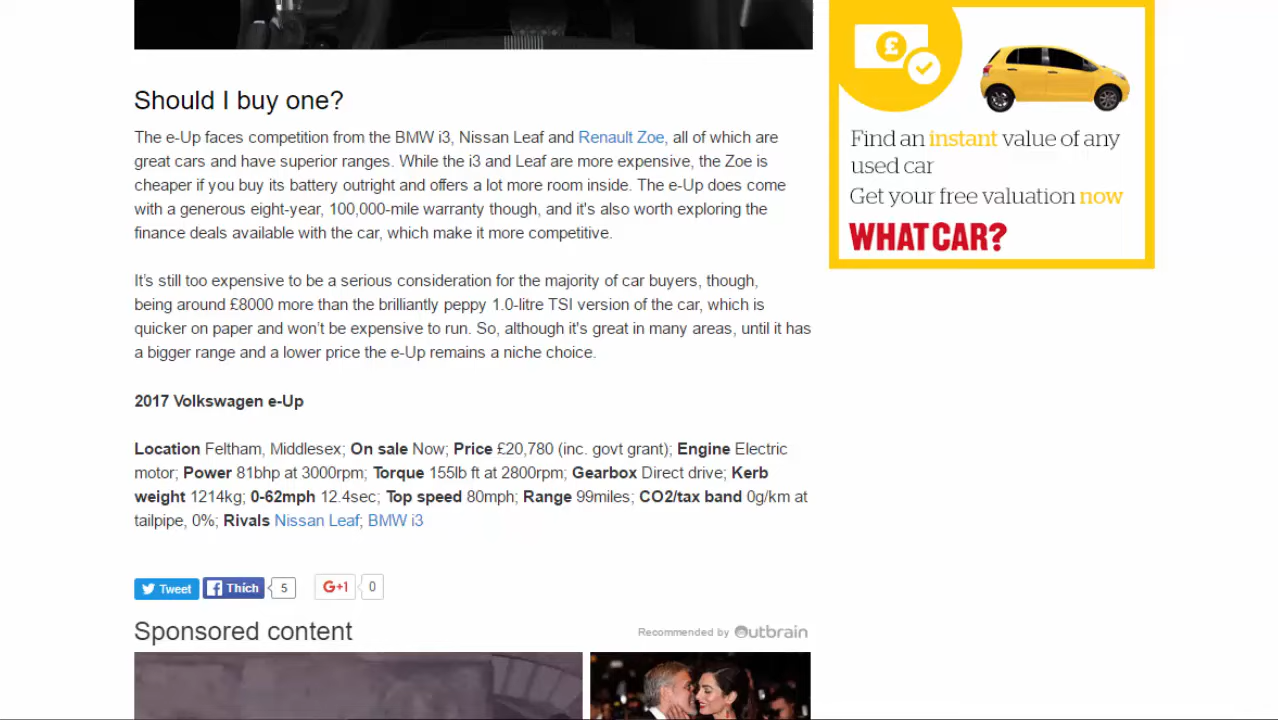 Should I buy one?
The e-Up faces competition from the BMW i3, Nissan Leaf and Renault Zoe, all of which are
great cars and have superior ranges. While the i3 and Leaf are more expensive, the Zoe is
cheaper if you buy its battery outright and offers a lot more room inside. The e-Up does come
with a generous eight-year, 100,000-mile warranty though, and it's also worth exploring the
finance deals available with the car, which make it more competitive.
It’s still too expensive to be a serious consideration for the majority of car buyers, though,
being around £8000 more than the brilliantly peppy 1.0-litre TSI version of the car, which is
quicker on paper and won’t be expensive to run. So, although it's great in many areas, until it has
a bigger range and a lower price the e-Up remains a niche choice.
2017 Volkswagen e-Up
Location Feltham, Middlesex; On sale Now; Price £20,780 (inc. govt grant); Engine Electric
motor; Power 81bhp at 3000rpm; Torque 155lb ft at 2800rpm; Gearbox Direct drive; Kerb
weight 1214kg; 0-62mph 12.4sec; Top speed 80mph; Range 99miles; CO2/tax band 0g/km at
tailpipe, 0%; Rivals Nissan Leaf; BMW i3
Tweet Thích 5 G+1 0
Sponsored content
Recommended by Outbrain
£
Find an instant value of any
used car
Get your free valuation now
WHAT CAR?